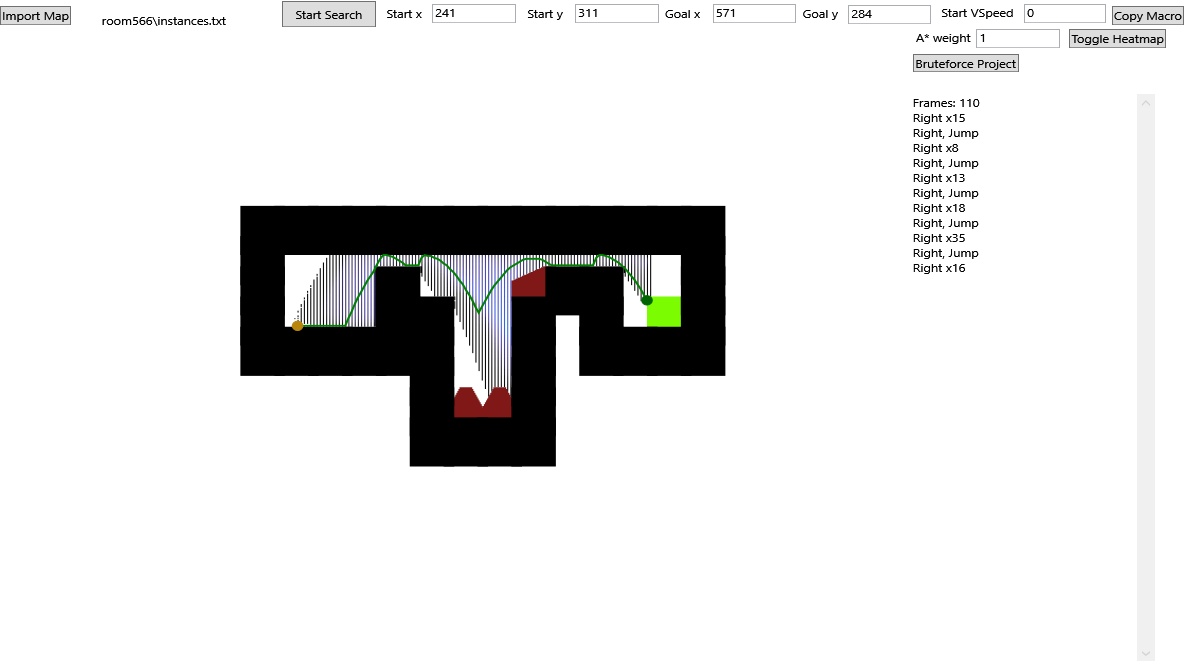 Import Map room566\instances.txt Start Search Start x 241 Start y 311 Goal x 571 Goal y 284 Start VSpeed 0 Copy Macro
A* weight 1 Toggle Heatmap
Bruteforce Project
Frames: 110
Right x15
Right, Jump
Right x8
Right, Jump
Right x13
Right, Jump
Right x18
Right, Jump
Right x35
Right, Jump
Right x16